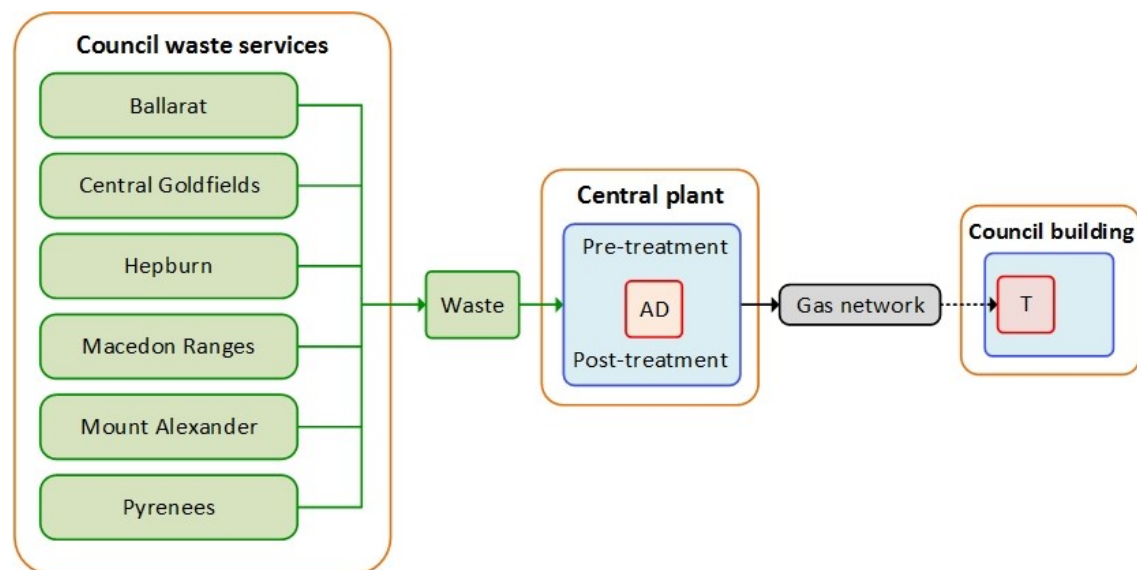 Council waste services
Ballarat
Central Goldfields
Hepburn
Macedon Ranges
Mount Alexander
Pyrenees
Waste
Central plant
Pre-treatment
AD
Post-treatment
Gas network
Council building
T